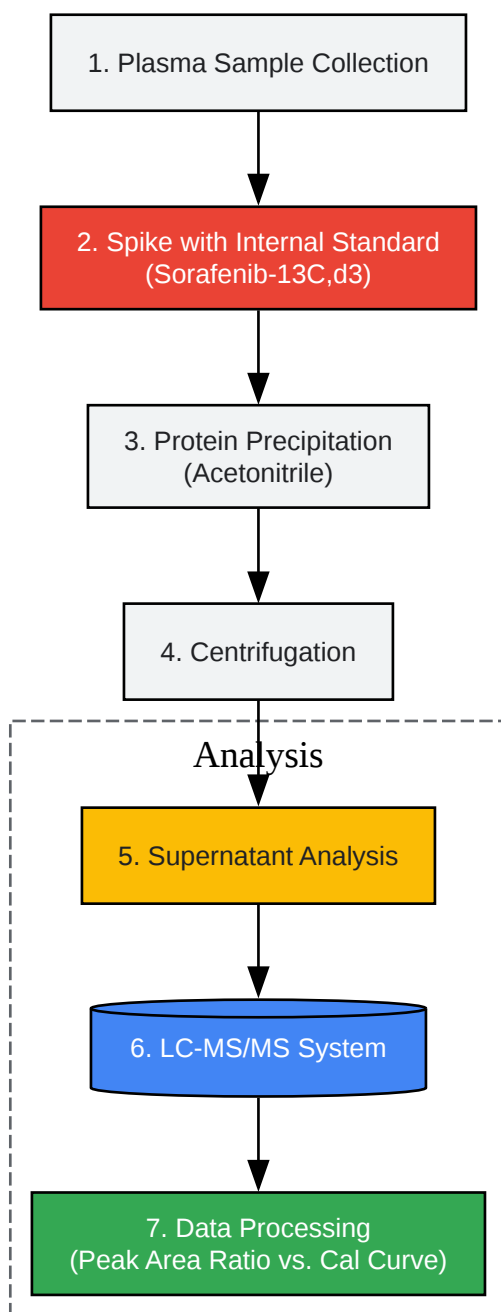 1. Plasma Sample Collection
2. Spike with Internal Standard
(Sorafenib-13C,d3)
3. Protein Precipitation
(Acetonitrile)
4. Centrifugation
Analysis
5. Supernatant Analysis
6. LC-MS/MS System
7. Data Processing
(Peak Area Ratio vs. Cal Curve)